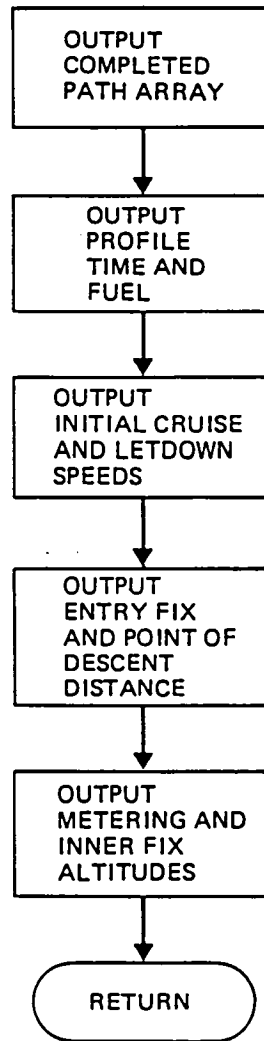 OUTPUT
COMPLETED
PATH ARRAY
OUTPUT
PROFILE
TIME AND
FUEL
OUTPUT
INITIAL CRUISE
AND LETDOWN
SPEEDS
OUTPUT
ENTRY FIX
AND POINT OF
DESCENT
DISTANCE
OUTPUT
METERING AND
INNER FIX
ALTITUDES
RETURN